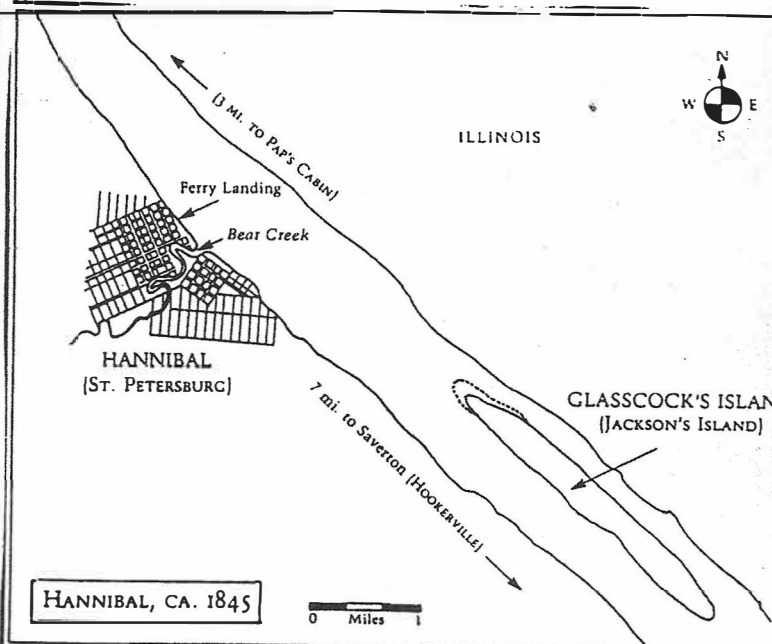 N
W E
S
ILLINOIS
(3 MI. TO PAP'S CABIN)
Ferry Landing
Bear Creek
HANNIBAL
(ST. PETERSBURG)
GLASSCOCK'S ISLAN
(JACKSON'S ISLAND)
7 mi. to Saverton (HOOKERVILLE)
HANNIBAL, CA. 1845
0 Miles 1